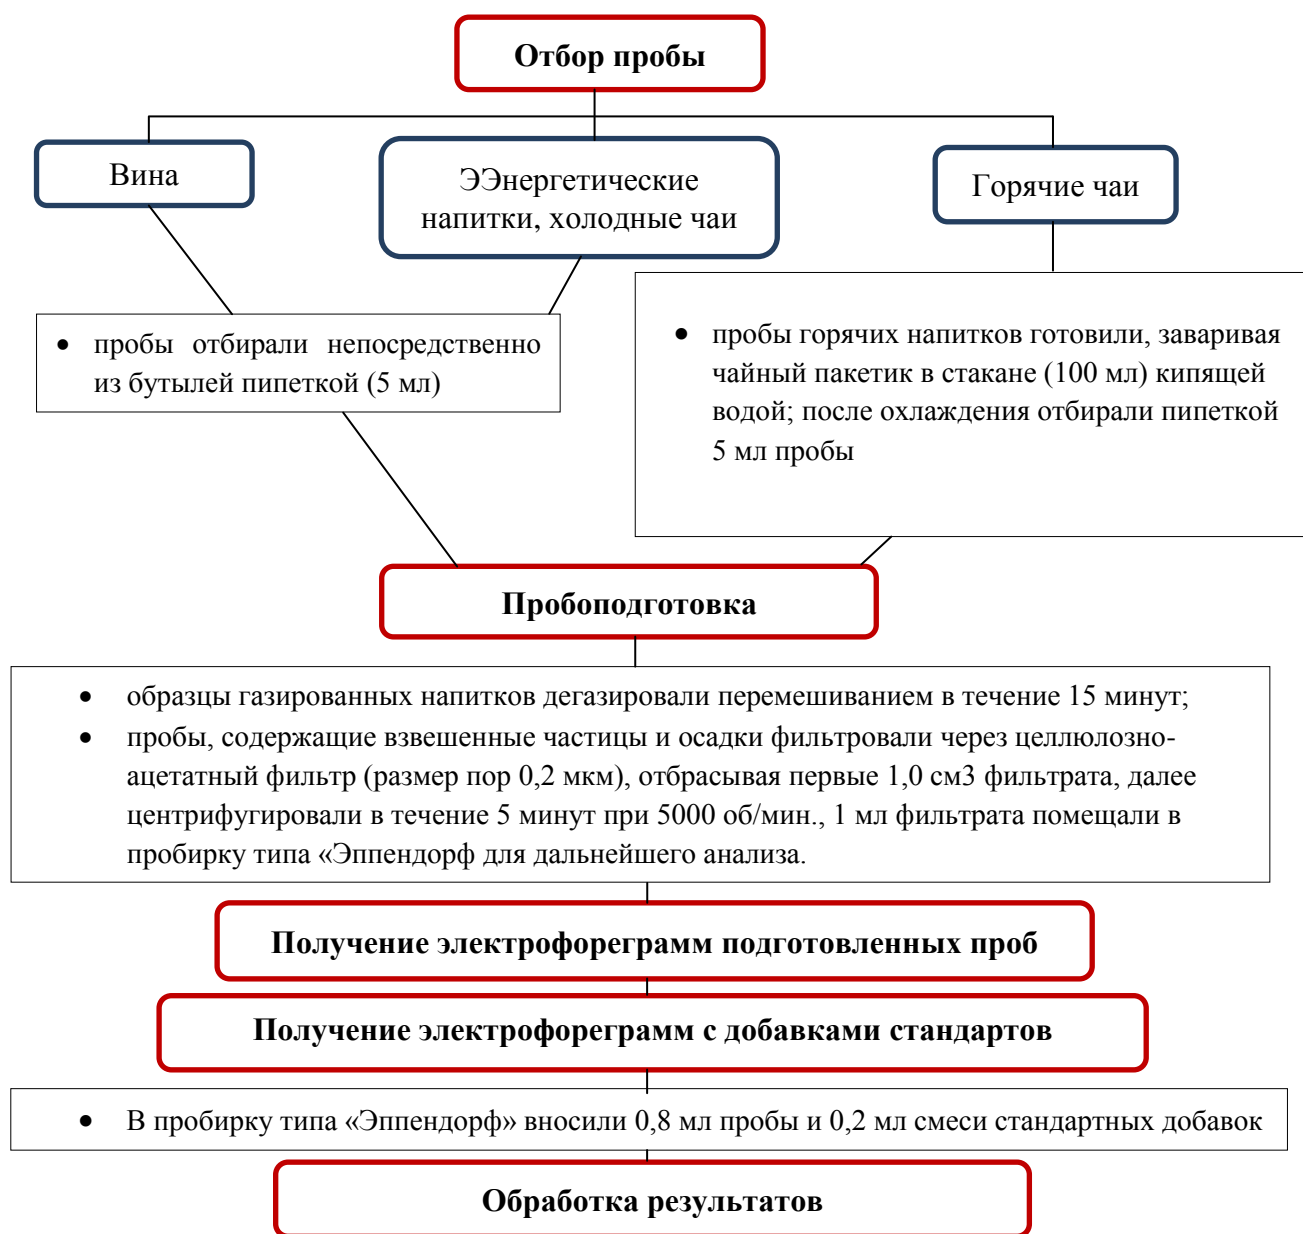 Отбор пробы
Вина
ЭЭнергетические
напитки, холодные чаи
Горячие чаи
• пробы отбирали непосредственно
из бутылей пипеткой (5 мл)
• пробы горячих напитков готовили, заваривая
чайный пакетик в стакане (100 мл) кипящей
водой; после охлаждения отбирали пипеткой
5 мл пробы
Пробоподготовка
• образцы газированных напитков дегазировали перемешиванием в течение 15 минут;
• пробы, содержащие взвешенные частицы и осадки фильтровали через целлюлозно-
ацетатный фильтр (размер пор 0,2 мкм), отбрасывая первые 1,0 см3 фильтрата, далее
центрифугировали в течение 5 минут при 5000 об/мин., 1 мл фильтрата помещали в
пробирку типа «Эппендорф для дальнейшего анализа.
Получение электрофореграмм подготовленных проб
Получение электрофореграмм с добавками стандартов
• В пробирку типа «Эппендорф» вносили 0,8 мл пробы и 0,2 мл смеси стандартных добавок
Обработка результатов